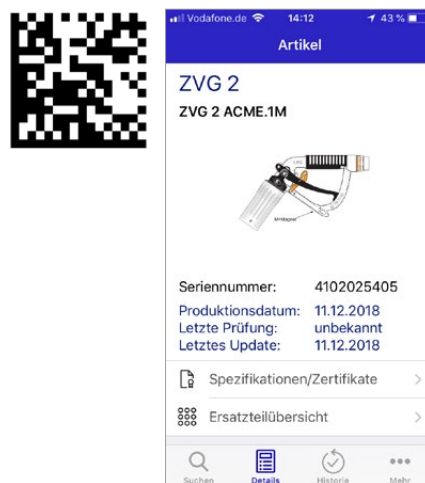 Vodafone.de 14:12 43 %
Artikel
ZVG 2
ZVG 2 ACME.1M
M=Magnet
Seriennummer: 4102025405
Produktionsdatum: 11.12.2018
Letzte Prüfung: unbekannt
Letztes Update: 11.12.2018
Spezifikationen/Zertifikate
Ersatzteilübersicht
Suchen Details Historie Mehr